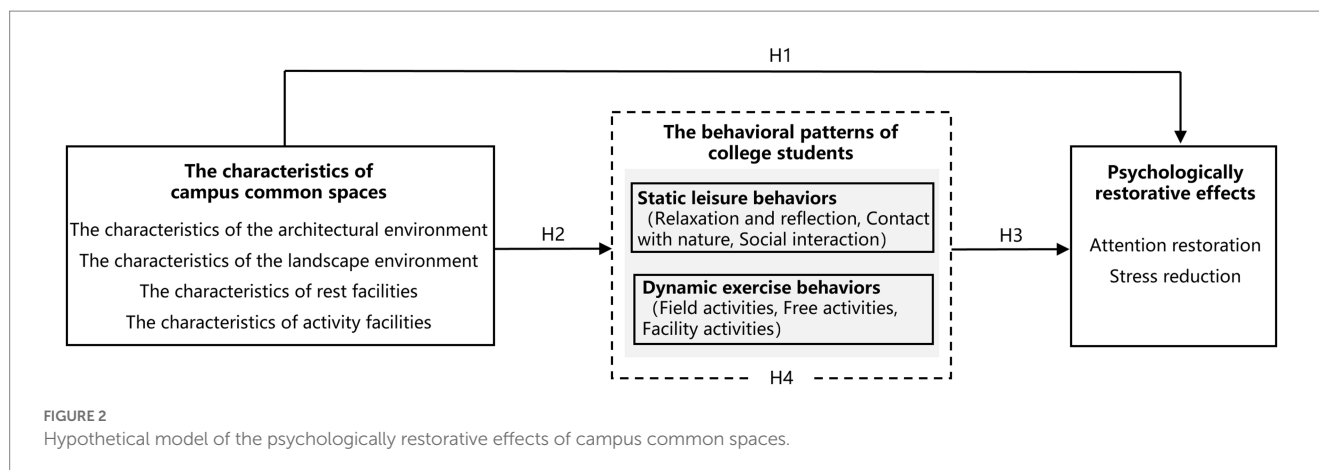 H1
The characteristics of
campus common spaces
The characteristics of the architectural environment
The characteristics of the landscape environment
The characteristics of rest facilities
The characteristics of activity facilities
H2
The behavioral patterns of
college students
Static leisure behaviors
(Relaxation and reflection, Contact
with nature, Social interaction)
Dynamic exercise behaviors
(Field activities, Free activities,
Facility activities)
H4
H3
Psychologically
restorative effects
Attention restoration
Stress reduction
FIGURE 2
Hypothetical model of the psychologically restorative effects of campus common spaces.